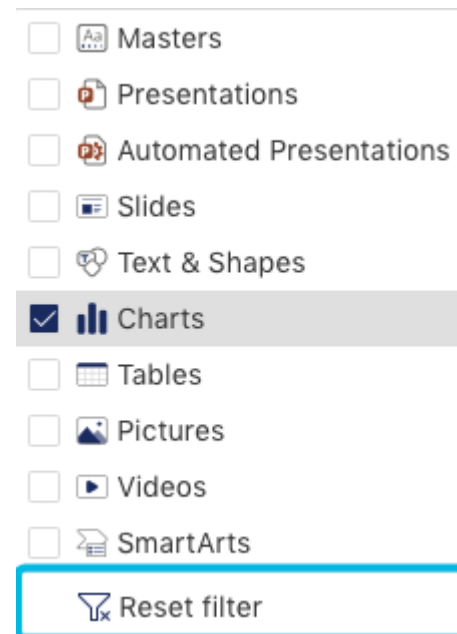 Masters
Presentations
Automated Presentations
Slides
Text & Shapes
Charts
Tables
Pictures
Videos
SmartArts
Reset filter